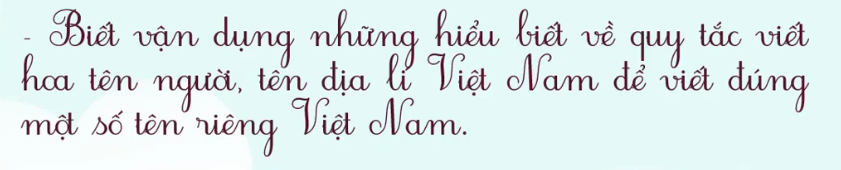 - Biết vận dụng những hiểu biết về quy tắc viết
hoa tên người, tên địa lí Việt Nam để viết đúng
một số tên riêng Việt Nam.